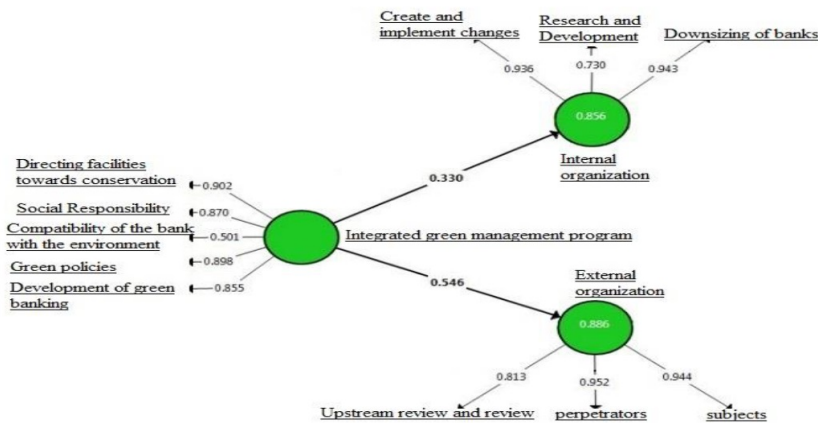 Create and
implement changes
Research and
Development
Downsizing of banks
0.936
0.730
0.943
0.856
Internal
organization
Directing facilities
towards conservation
0.902
0.330
Social Responsibility
0.870
Compatibility of the bank
with the environment
0.501
Integrated green management program
Green policies
0.898
Development of green
banking
0.855
0.546
External
organization
0.886
0.813
0.952
0.944
Upstream review and review
perpetrators
subjects